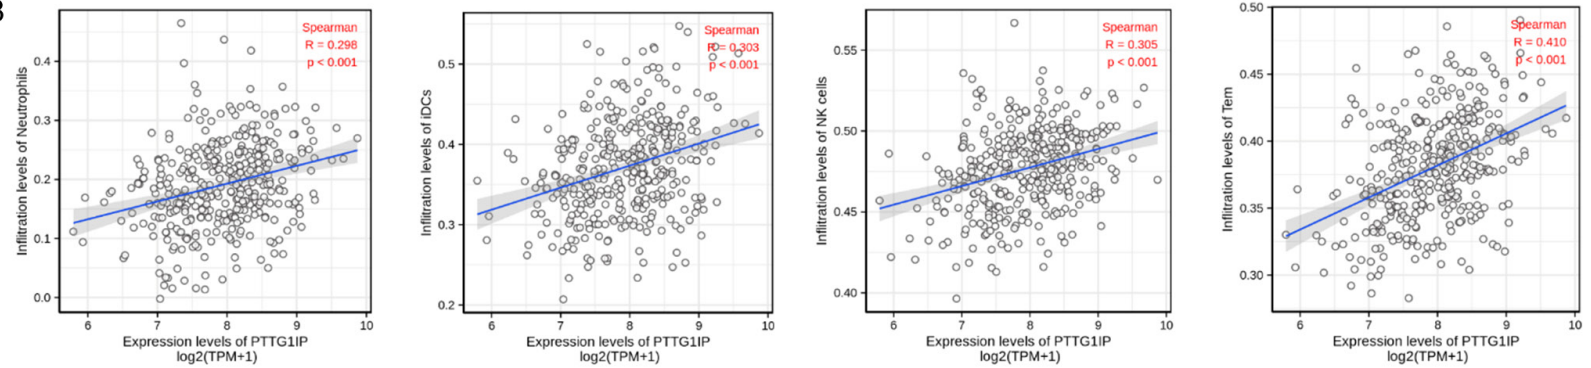 B
Infiltration levels of Neutrophils
Spearman
R = 0.298
p < 0.001
0.4
0.3
0.2
0.1
0.0
6 7 8 9 10
Expression levels of PTTG1IP
log2(TPM+1)
Infiltration levels of iDCs
Spearman
R = 0.303
p < 0.001
0.5
0.4
0.3
0.2
6 7 8 9 10
Expression levels of PTTG1IP
log2(TPM+1)
Infiltration levels of NK cells
Spearman
R = 0.305
p < 0.001
0.55
0.50
0.45
0.40
6 7 8 9 10
Expression levels of PTTG1IP
log2(TPM+1)
Infiltration levels of Tem
Spearman
R = 0.410
p < 0.001
0.50
0.45
0.40
0.35
0.30
6 7 8 9 10
Expression levels of PTTG1IP
log2(TPM+1)